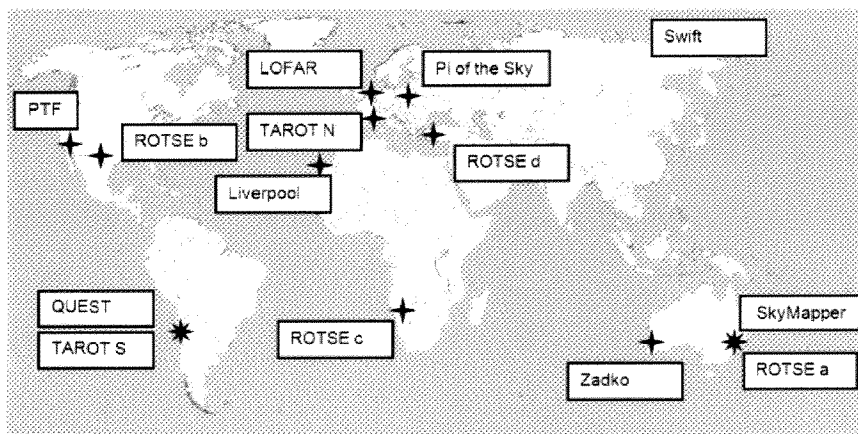 Swift
LOFAR
Pi of the Sky
PTF
TAROT N
ROTSE b
ROTSE d
Liverpool
QUEST
TAROT S
ROTSE c
SkyMapper
Zadko
ROTSE a